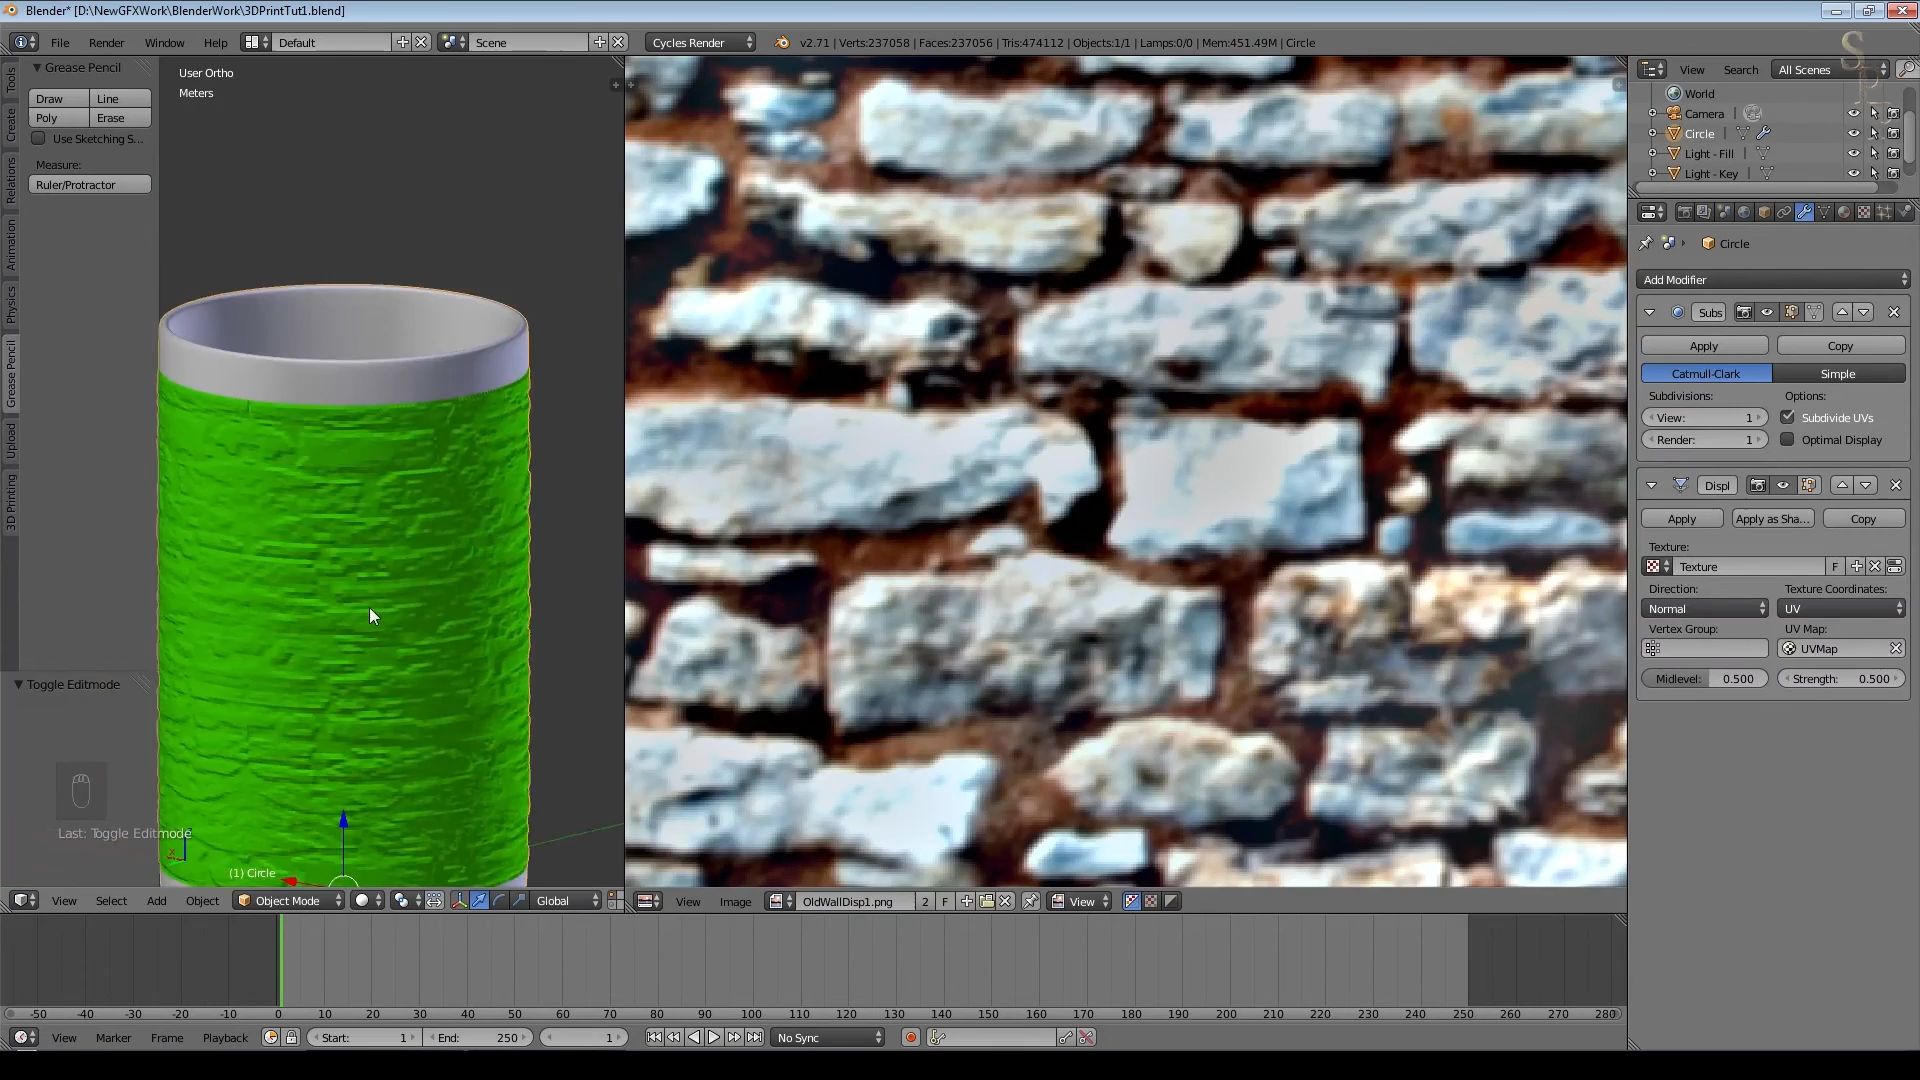 Blender* [D:\NewGFXWork\BlenderWork\3DPrintTut1.blend]
File Render Window Help Default Scene Cycles Render v2.71 | Verts:237058 | Faces:237056 | Tris:474112 | Objects:1/1 | Lamps:0/0 | Mem:451.49M | Circle
Grease Pencil
Draw Line
Poly Erase
Use Sketching S...
Measure:
Ruler/Protractor
Tools
Create
Relations
Animation
Physics
Grease Pencil
Upload
3D Printing
User Ortho
Meters
Toggle Editmode
Last: Toggle Editmode
(1) Circle
View Select Add Object Object Mode Global
View Image OldWallDisp1.png 2 F View
View Search All Scenes
World
Camera
Circle
Light - Fill
Light - Key
Circle
Add Modifier
Subs
Apply Copy
Catmull-Clark Simple
Subdivisions: Options:
View: 1 Subdivide UVs
Render: 1 Optimal Display
Displ
Apply Apply as Sha... Copy
Texture:
Texture F
Direction: Texture Coordinates:
Normal UV
Vertex Group: UV Map:
UVMap
Midlevel: 0.500 Strength: 0.500
-50 -40 -30 -20 -10 0 10 20 30 40 50 60 70 80 90 100 110 120 130 140 150 160 170 180 190 200 210 220 230 240 250 260 270 280
View Marker Frame Playback Start: 1 End: 250 1 No Sync